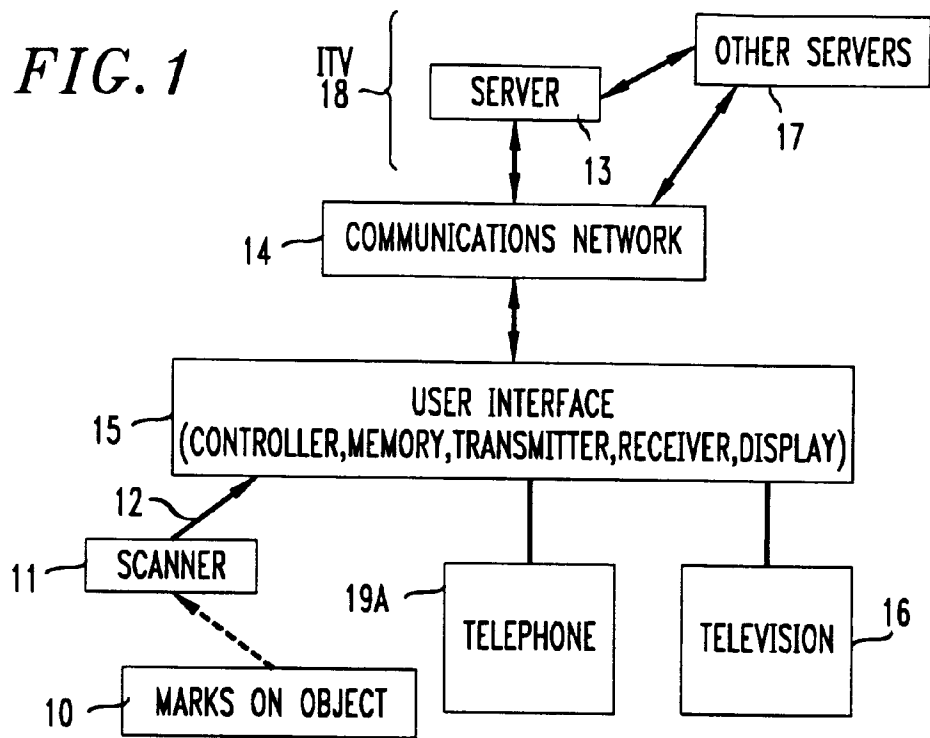 FIG. 1
ITV
18
SERVER
13
OTHER SERVERS
17
14
COMMUNICATIONS NETWORK
15
USER INTERFACE
(CONTROLLER,MEMORY,TRANSMITTER,RECEIVER,DISPLAY)
12
11
SCANNER
19A
TELEPHONE
TELEVISION
16
10
MARKS ON OBJECT